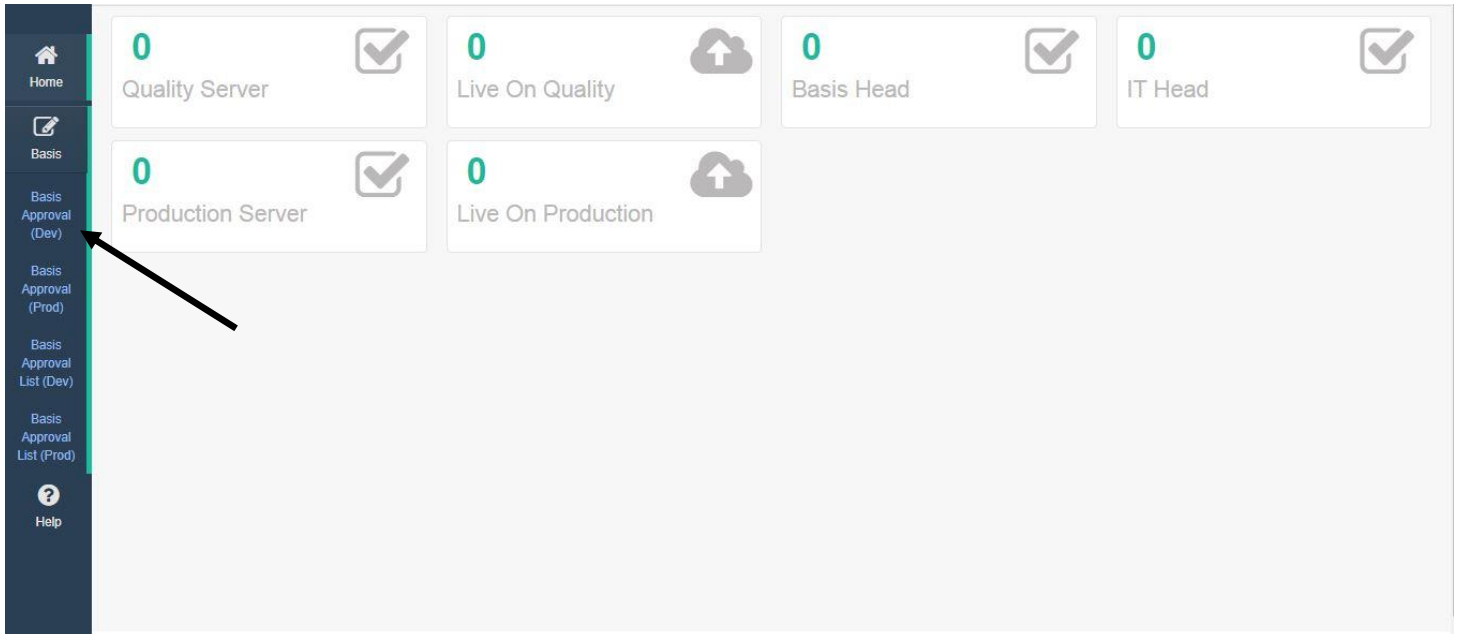 Home
Basis
Basis
Approval
(Dev)
Basis
Approval
(Prod)
Basis
Approval
List (Dev)
Basis
Approval
List (Prod)
Help
0
Quality Server
0
Live On Quality
0
Basis Head
0
IT Head
0
Production Server
0
Live On Production